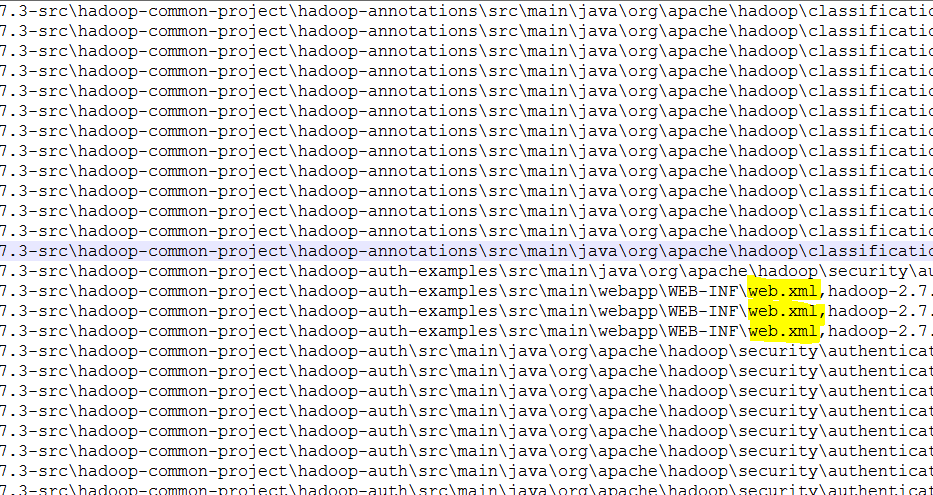 7.3-src\hadoop-common-project\hadoop-annotations\src\main\java\org\apache\hadoop\classificatio
7.3-src\hadoop-common-project\hadoop-annotations\src\main\java\org\apache\hadoop\classificatio
7.3-src\hadoop-common-project\hadoop-annotations\src\main\java\org\apache\hadoop\classificatio
7.3-src\hadoop-common-project\hadoop-annotations\src\main\java\org\apache\hadoop\classificatio
7.3-src\hadoop-common-project\hadoop-annotations\src\main\java\org\apache\hadoop\classificatio
7.3-src\hadoop-common-project\hadoop-annotations\src\main\java\org\apache\hadoop\classificatio
7.3-src\hadoop-common-project\hadoop-annotations\src\main\java\org\apache\hadoop\classificatio
7.3-src\hadoop-common-project\hadoop-annotations\src\main\java\org\apache\hadoop\classificatio
7.3-src\hadoop-common-project\hadoop-annotations\src\main\java\org\apache\hadoop\classificatio
7.3-src\hadoop-common-project\hadoop-annotations\src\main\java\org\apache\hadoop\classificatio
7.3-src\hadoop-common-project\hadoop-annotations\src\main\java\org\apache\hadoop\classificatio
7.3-src\hadoop-common-project\hadoop-annotations\src\main\java\org\apache\hadoop\classificatio
7.3-src\hadoop-common-project\hadoop-annotations\src\main\java\org\apache\hadoop\classificatio
7.3-src\hadoop-common-project\hadoop-auth-examples\src\main\java\org\apache\hadoop\security\au
7.3-src\hadoop-common-project\hadoop-auth-examples\src\main\webapp\WEB-INF\web.xml,hadoop-2.7.
7.3-src\hadoop-common-project\hadoop-auth-examples\src\main\webapp\WEB-INF\web.xml,hadoop-2.7.
7.3-src\hadoop-common-project\hadoop-auth-examples\src\main\webapp\WEB-INF\web.xml,hadoop-2.7.
7.3-src\hadoop-common-project\hadoop-auth\src\main\java\org\apache\hadoop\security\authenticat
7.3-src\hadoop-common-project\hadoop-auth\src\main\java\org\apache\hadoop\security\authenticat
7.3-src\hadoop-common-project\hadoop-auth\src\main\java\org\apache\hadoop\security\authenticat
7.3-src\hadoop-common-project\hadoop-auth\src\main\java\org\apache\hadoop\security\authenticat
7.3-src\hadoop-common-project\hadoop-auth\src\main\java\org\apache\hadoop\security\authenticat
7.3-src\hadoop-common-project\hadoop-auth\src\main\java\org\apache\hadoop\security\authenticat
7.3-src\hadoop-common-project\hadoop-auth\src\main\java\org\apache\hadoop\security\authenticat
7.3-src\hadoop-common-project\hadoop-auth\src\main\java\org\apache\hadoop\security\authenticat